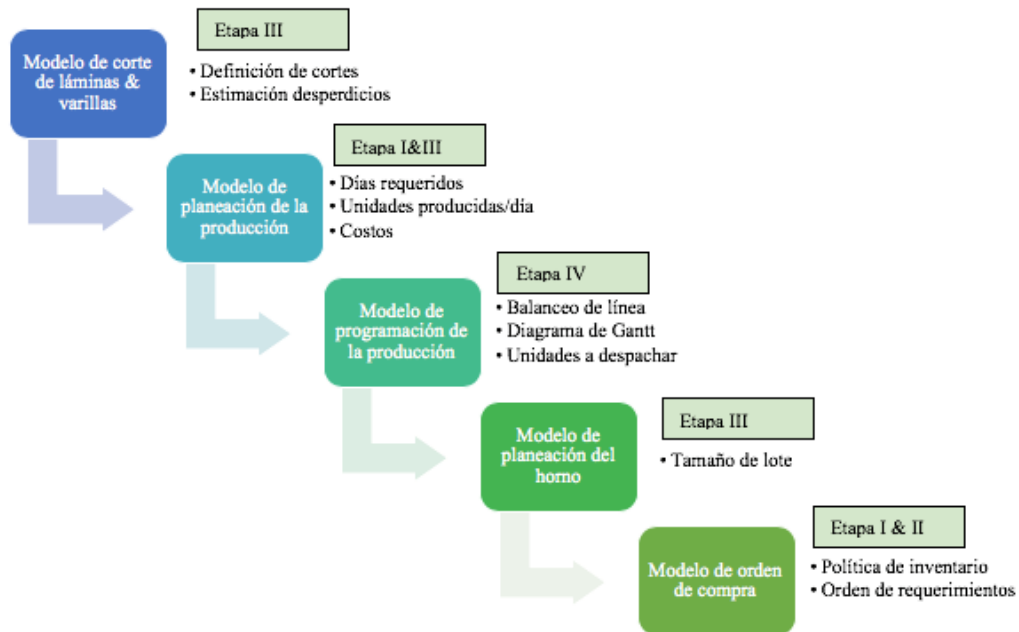 Etapa III
Modelo de corte
de láminas &
varillas
• Definición de cortes
• Estimación desperdicios
Etapa I&III
Modelo de
planeación de la
producción
• Días requeridos
• Unidades producidas/día
• Costos
Etapa IV
Modelo de
programación de
la producción
• Balanceo de línea
• Diagrama de Gantt
• Unidades a despachar
Etapa III
Modelo de
planeación del
horno
• Tamaño de lote
Etapa I & II
Modelo de orden
de compra
• Política de inventario
• Orden de requerimientos